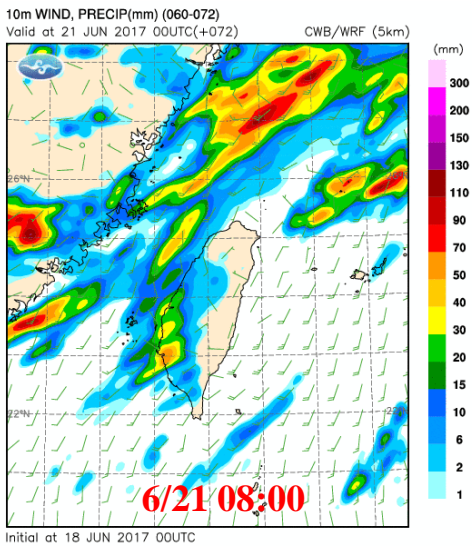 10m WIND, PRECIP(mm) (060-072)
Valid at 21 JUN 2017 00UTC(+072) CWB/WRF (5km)
(mm)
300
200
150
130
110
90
70
50
40
30
20
15
10
6
2
1
26°N
22°N
6/21 08:00
Initial at 18 JUN 2017 00UTC